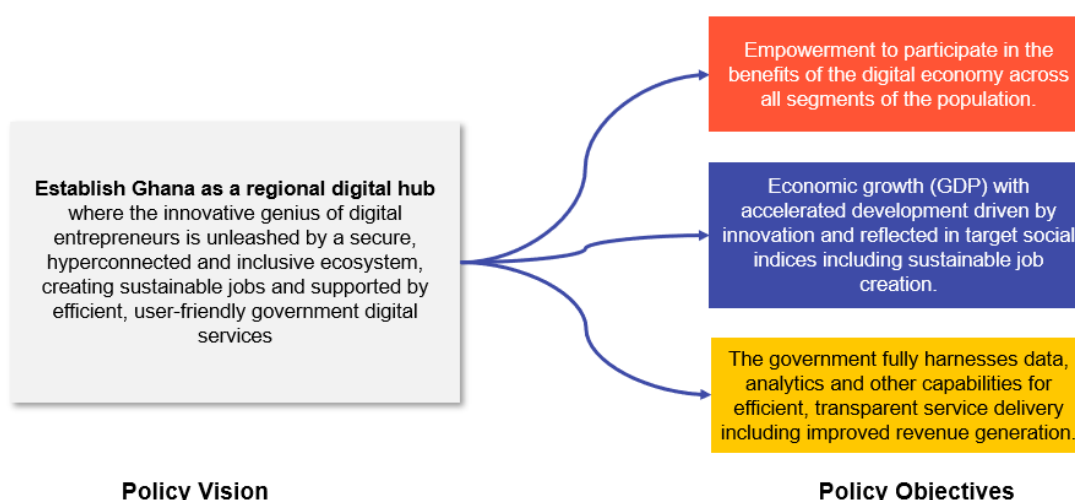 Establish Ghana as a regional digital hub
where the innovative genius of digital
entrepreneurs is unleashed by a secure,
hyperconnected and inclusive ecosystem,
creating sustainable jobs and supported by
efficient, user-friendly government digital
services
Empowerment to participate in the
benefits of the digital economy across
all segments of the population.
Economic growth (GDP) with
accelerated development driven by
innovation and reflected in target social
indices including sustainable job
creation.
The government fully harnesses data,
analytics and other capabilities for
efficient, transparent service delivery
including improved revenue generation.
Policy Vision
Policy Objectives